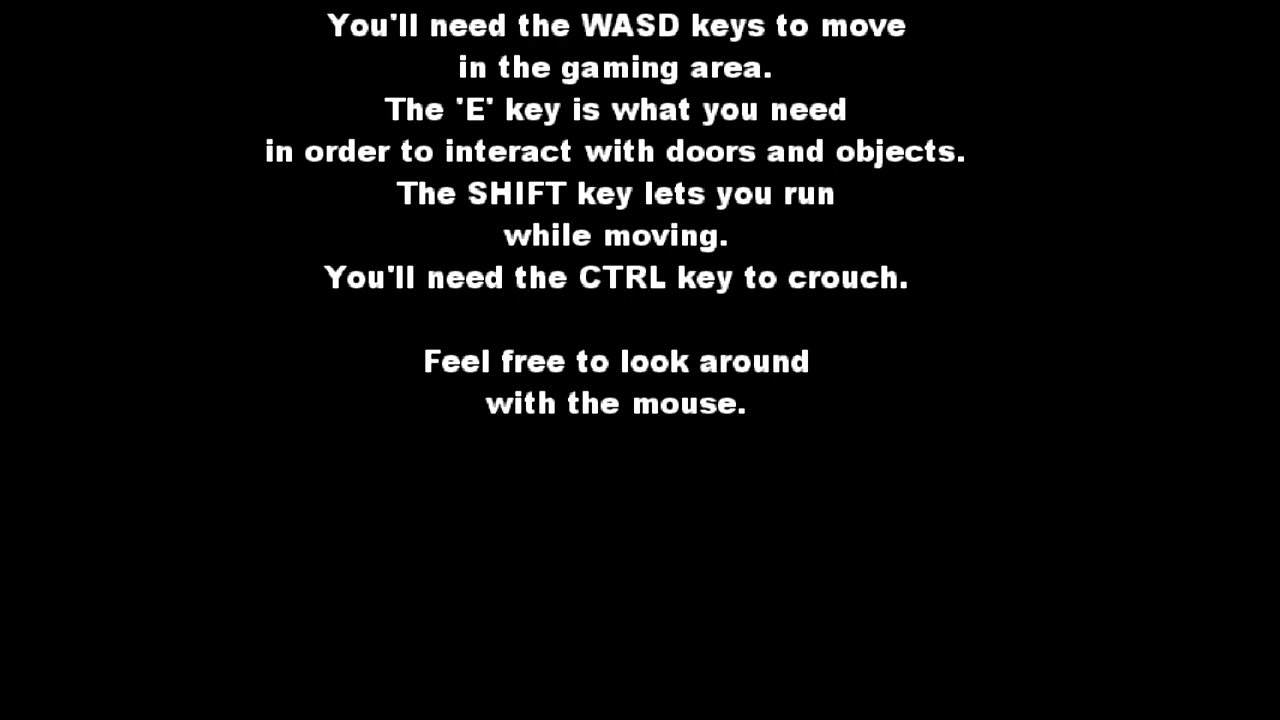 You'll need the WASD keys to move
in the gaming area.
The 'E' key is what you need
in order to interact with doors and objects.
The SHIFT key lets you run
while moving.
You'll need the CTRL key to crouch.
Feel free to look around
with the mouse.